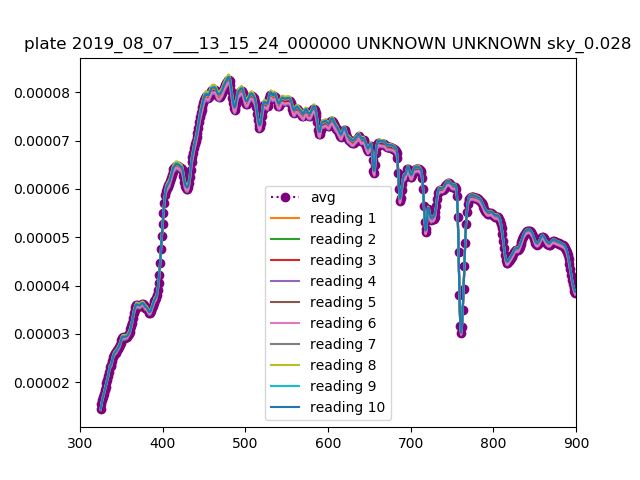 plate 2019_08_07___13_15_24_000000 UNKNOWN UNKNOWN sky_0.028
0.00008
0.00007
0.00006
0.00005
0.00004
0.00003
0.00002
avg
reading 1
reading 2
reading 3
reading 4
reading 5
reading 6
reading 7
reading 8
reading 9
reading 10
300 400 500 600 700 800 900